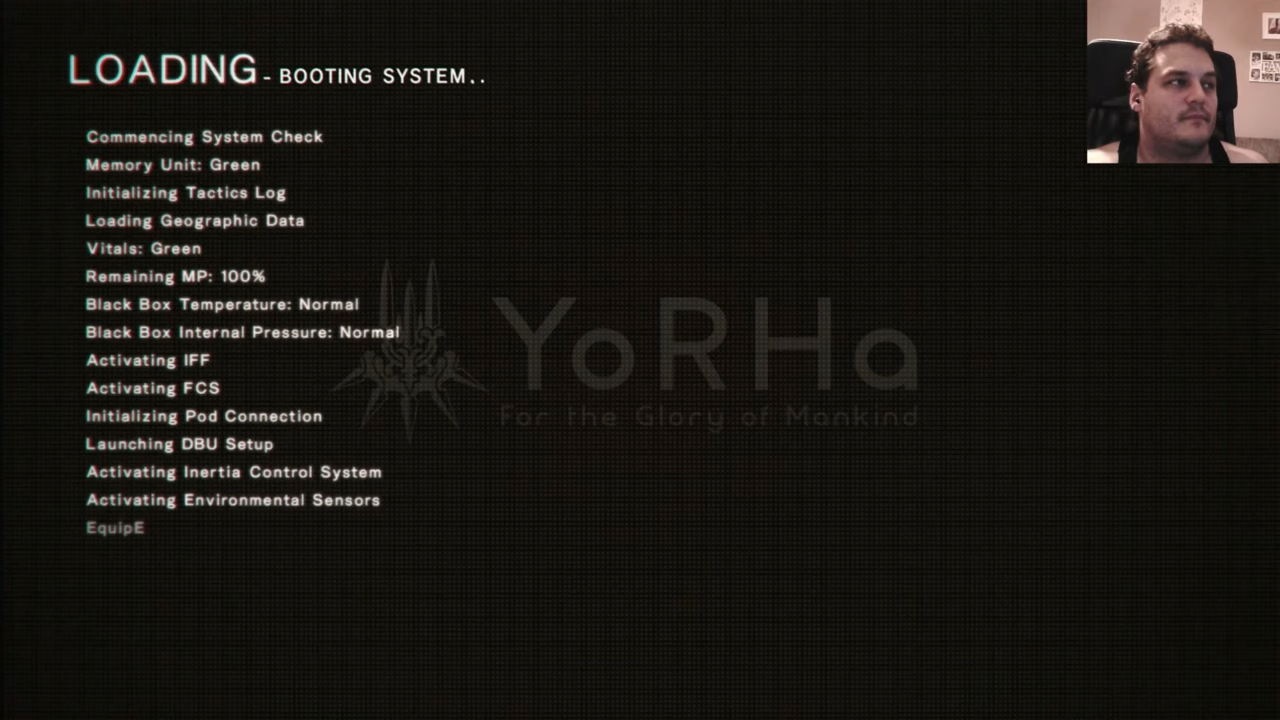 LOADING - BOOTING SYSTEM..
Commencing System Check
Memory Unit: Green
Initializing Tactics Log
Loading Geographic Data
Vitals: Green
Remaining MP: 100%
Black Box Temperature: Normal
Black Box Internal Pressure: Normal
Activating IFF
Activating FCS
Initializing Pod Connection
Launching DBU Setup
Activating Inertia Control System
Activating Environmental Sensors
EquipE
YoRHa
For the Glory of Mankind